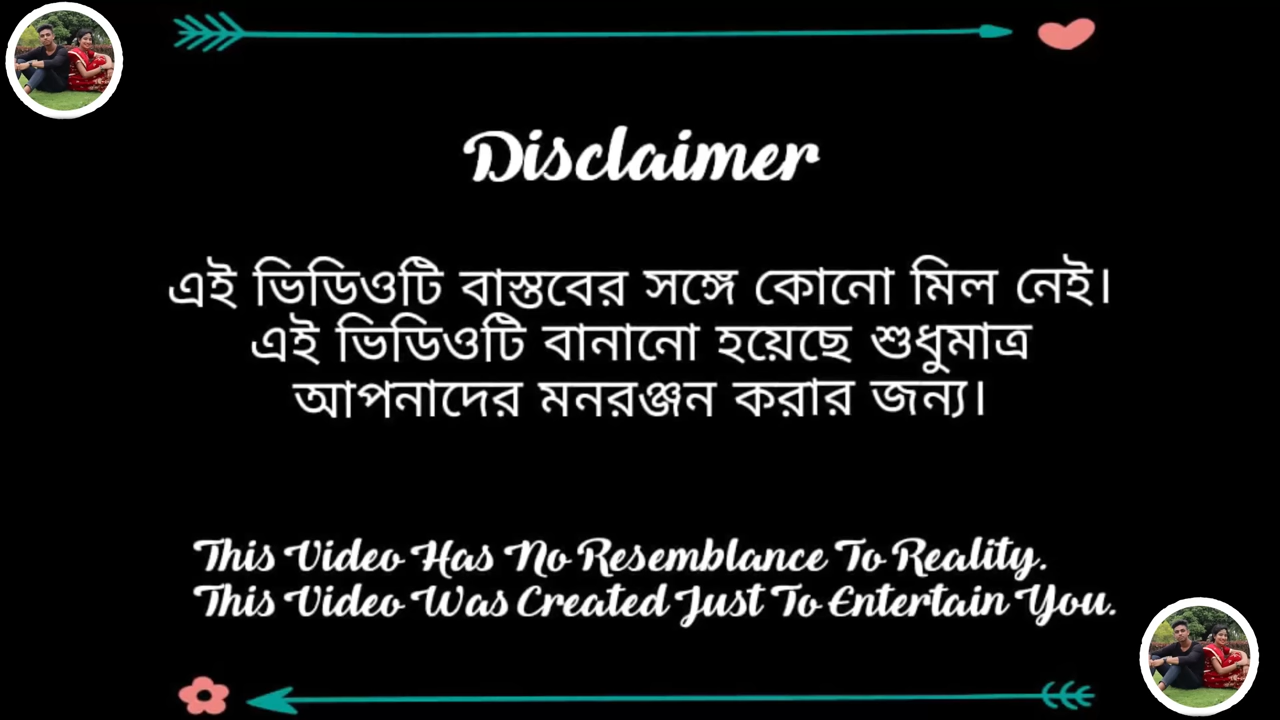 Disclaimer
এই ভিডিওটি বাস্তবের সঙ্গে কোনো মিল নেই।
এই ভিডিওটি বানানো হয়েছে শুধুমাত্র
আপনাদের মনরঞ্জন করার জন্য।
This Video Has No Resemblance To Reality.
This Video Was Created Just To Entertain You.